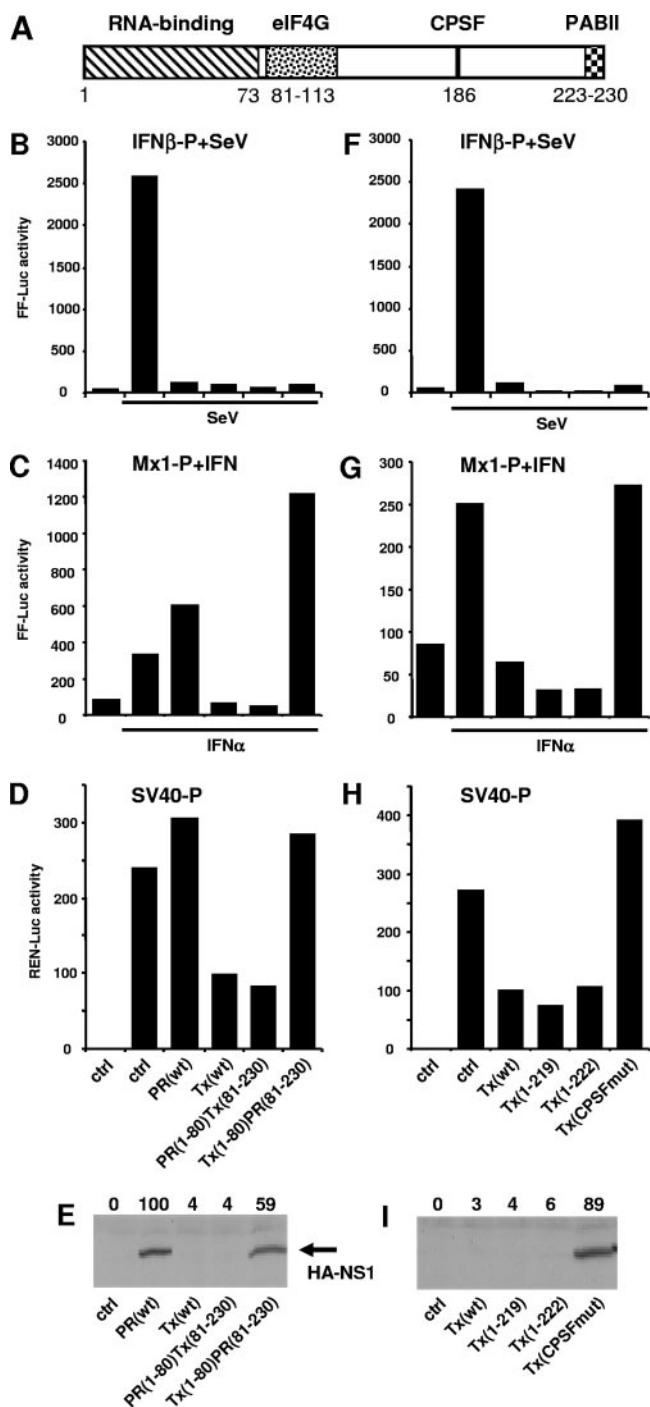 A
RNA-binding eIF4G CPSF PABII
1 73 81-113 186 223-230
B
IFNβ-P+SeV
FF-Luc activity
3000
2500
2000
1500
1000
500
0
SeV
F
IFNβ-P+SeV
3000
2500
2000
1500
1000
500
0
SeV
C
Mx1-P+IFN
FF-Luc activity
1400
1200
1000
800
600
400
200
0
IFNα
G
Mx1-P+IFN
300
250
200
150
100
50
0
IFNα
D
SV40-P
REN-Luc activity
300
200
100
0
ctrl
ctrl
PR(wt)
Tx(wt)
PR(1-80)Tx(81-230)
Tx(1-80)PR(81-230)
H
SV40-P
400
300
200
100
0
ctrl
ctrl
Tx(wt)
Tx(1-219)
Tx(1-222)
Tx(CPSFmut)
E
0 100 4 4 59
HA-NS1
ctrl
PR(wt)
Tx(wt)
PR(1-80)Tx(81-230)
Tx(1-80)PR(81-230)
I
0 3 4 6 89
ctrl
Tx(wt)
Tx(1-219)
Tx(1-222)
Tx(CPSFmut)